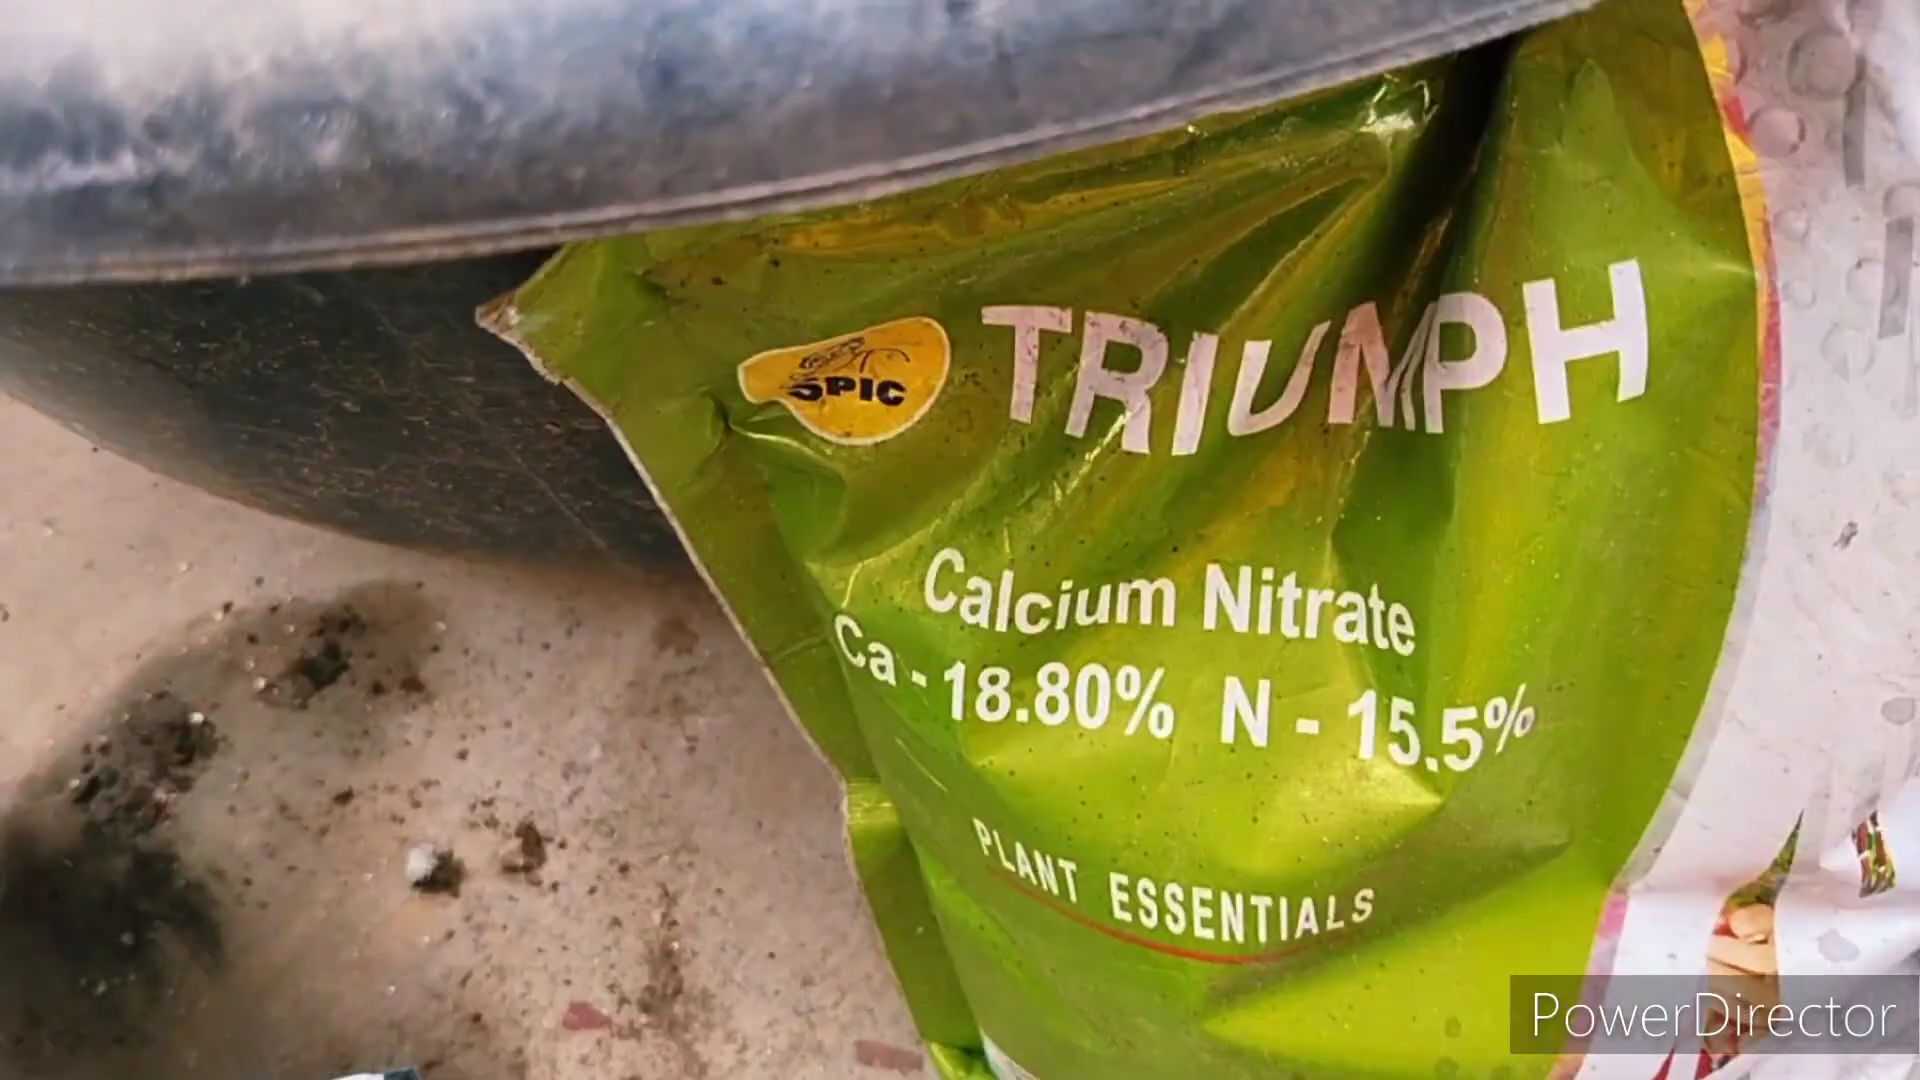 SPIC
TRIUMPH
Calcium Nitrate
Ca - 18.80% N - 15.5%
PLANT ESSENTIALS
PowerDirector